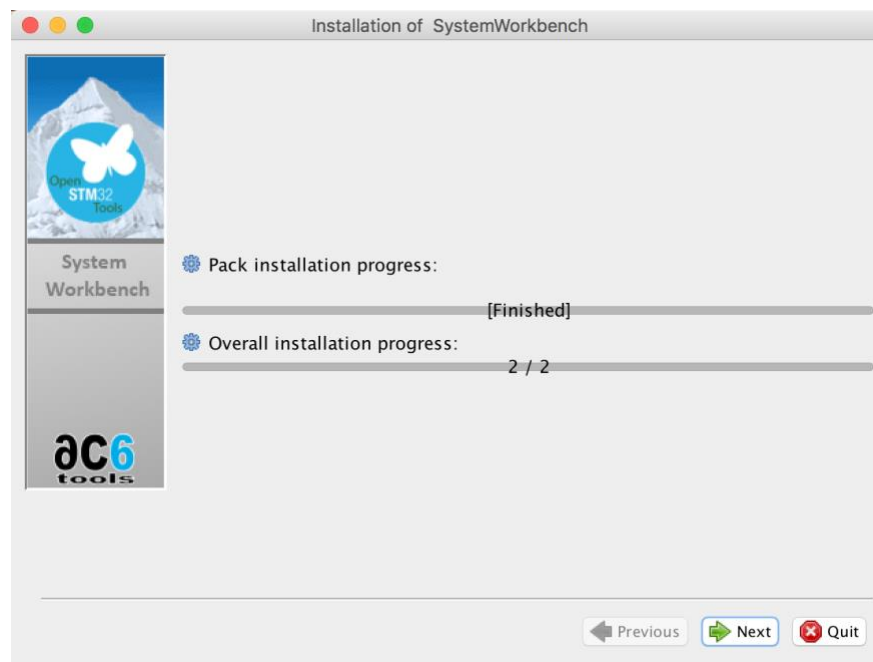 Installation of SystemWorkbench
Open
STM32
Tools
System
Workbench
Pack installation progress:
[Finished]
Overall installation progress:
2 / 2
ac6
tools
Previous
Next
Quit